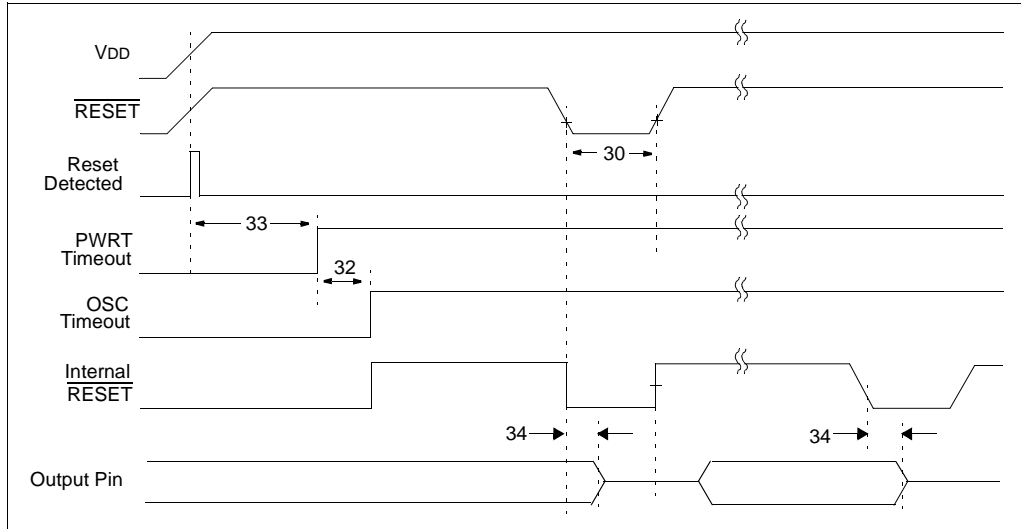 VDD
RESET
Reset
Detected
PWRT
Timeout
OSC
Timeout
Internal
RESET
Output Pin
30
33
32
34
34